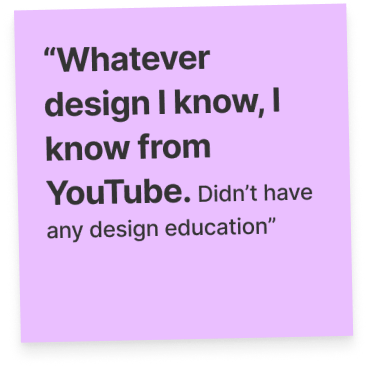 “Whatever
design I know, I
know from
YouTube. Didn’t have
any design education”